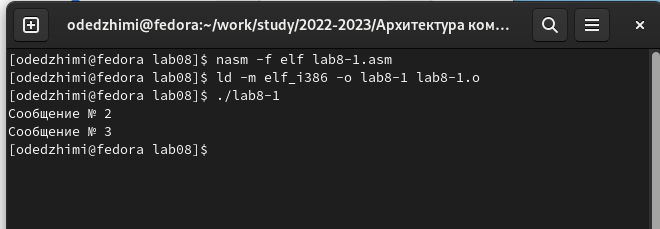 odedzhimi@fedora:~/work/study/2022-2023/Архитектура ком…
[odedzhimi@fedora lab08]$ nasm -f elf lab8-1.asm
[odedzhimi@fedora lab08]$ ld -m elf_i386 -o lab8-1 lab8-1.o
[odedzhimi@fedora lab08]$ ./lab8-1
Сообщение № 2
Сообщение № 3
[odedzhimi@fedora lab08]$